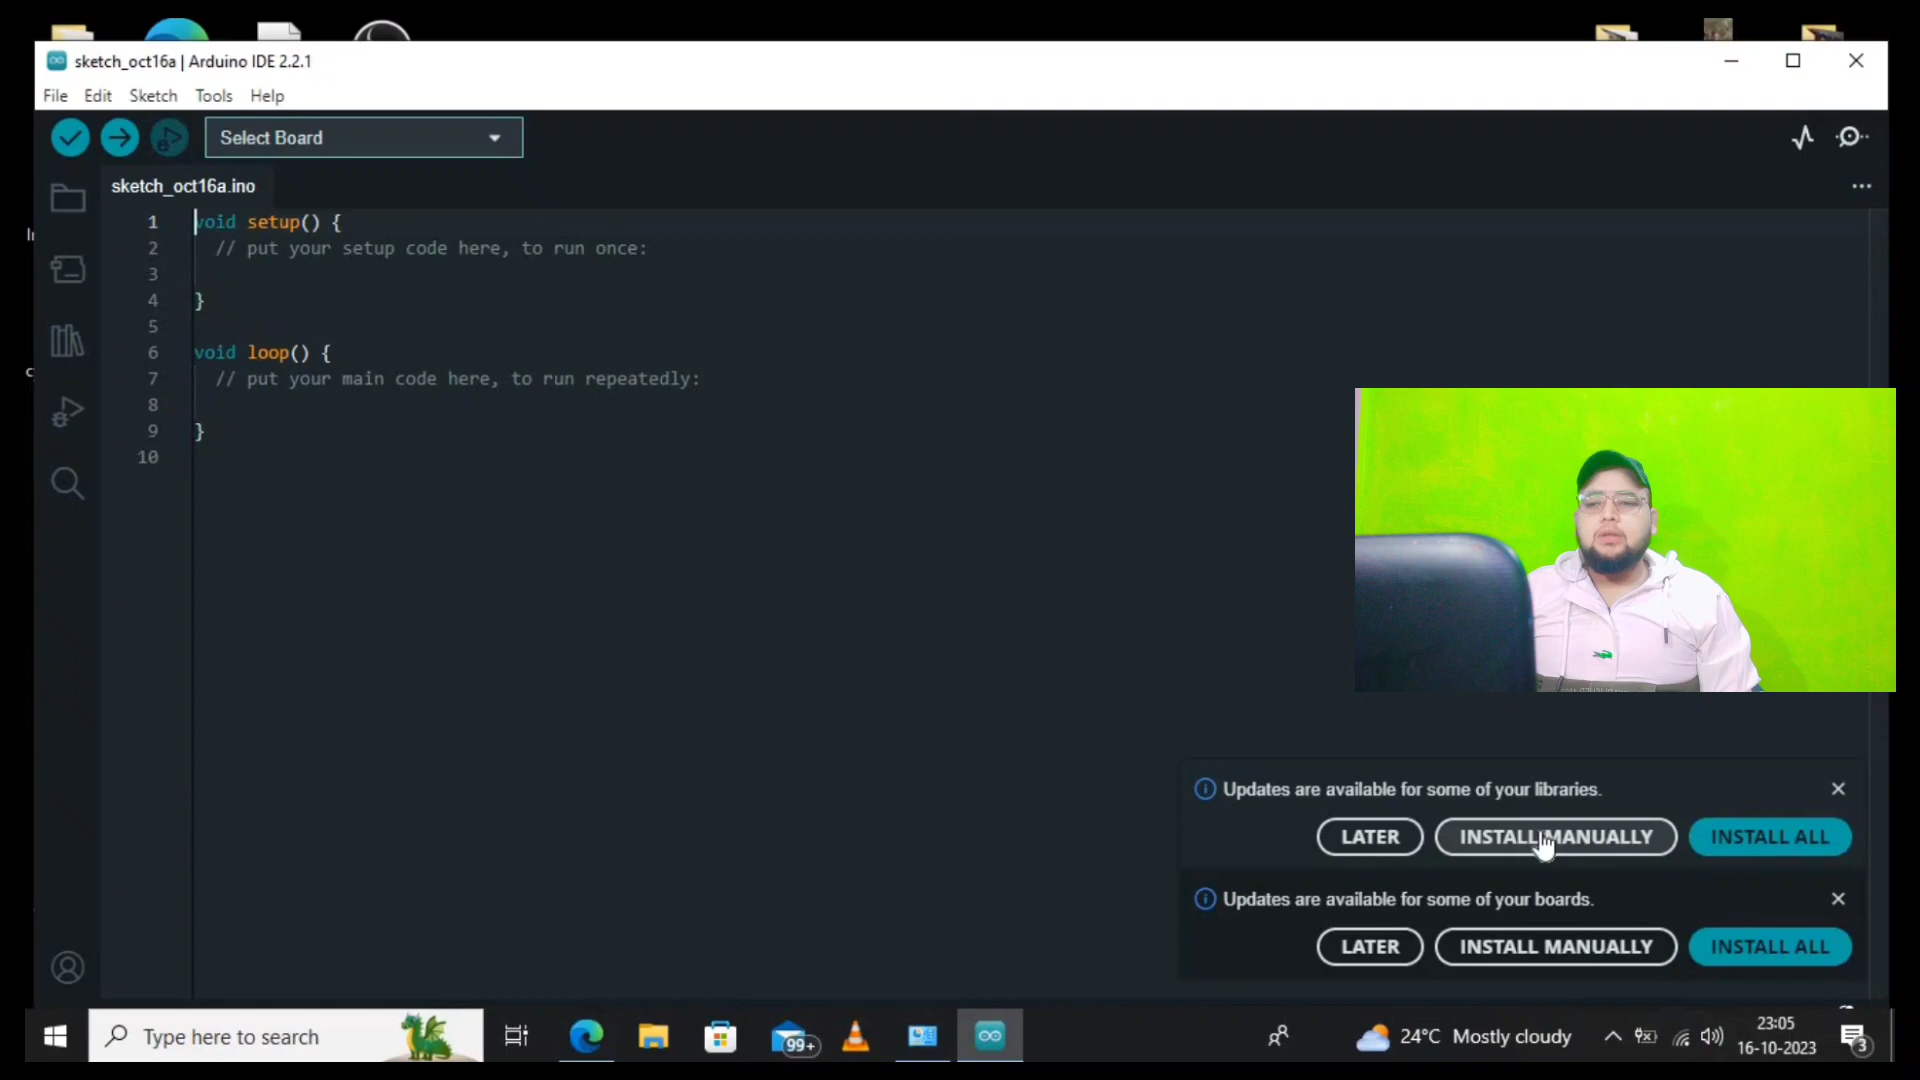 sketch_oct16a | Arduino IDE 2.2.1
File Edit Sketch Tools Help
Select Board
sketch_oct16a.ino
1 void setup() {
2 // put your setup code here, to run once:
3
4 }
5
6 void loop() {
7 // put your main code here, to run repeatedly:
8
9 }
10
Updates are available for some of your libraries.
LATER INSTALL MANUALLY INSTALL ALL
Updates are available for some of your boards.
LATER INSTALL MANUALLY INSTALL ALL
Type here to search
99+
24°C Mostly cloudy
23:05
16-10-2023
3